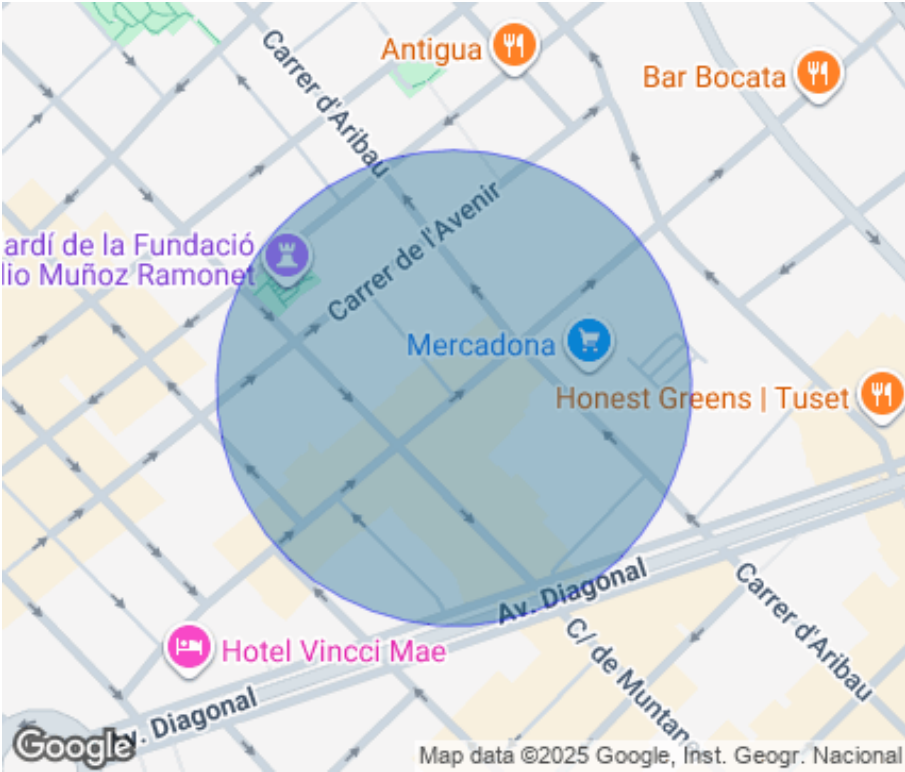 Carrer d'Aribau
Antigua
Bar Bocata
ardí de la Fundació
lio Muñoz Ramonet
Carrer de l'Avenir
Mercadona
Honest Greens | Tuset
Av. Diagonal
Carrer d'Aribau
C/ de Muntane
Hotel Vincci Mae
Av. Diagonal
Google
Map data ©2025 Google, Inst. Geogr. Nacional